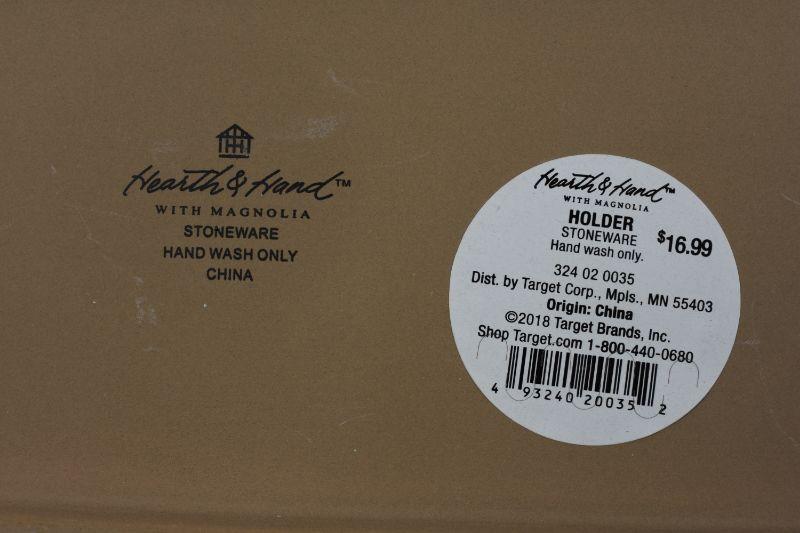 Hearth & Hand™
WITH MAGNOLIA
STONEWARE
HAND WASH ONLY
CHINA
Hearth & Hand™
WITH MAGNOLIA
HOLDER
STONEWARE
Hand wash only.
$16.99
324 02 0035
Dist. by Target Corp., Mpls., MN 55403
Origin: China
©2018 Target Brands, Inc.
Shop Target.com 1-800-440-0680
4 93240 20035 2